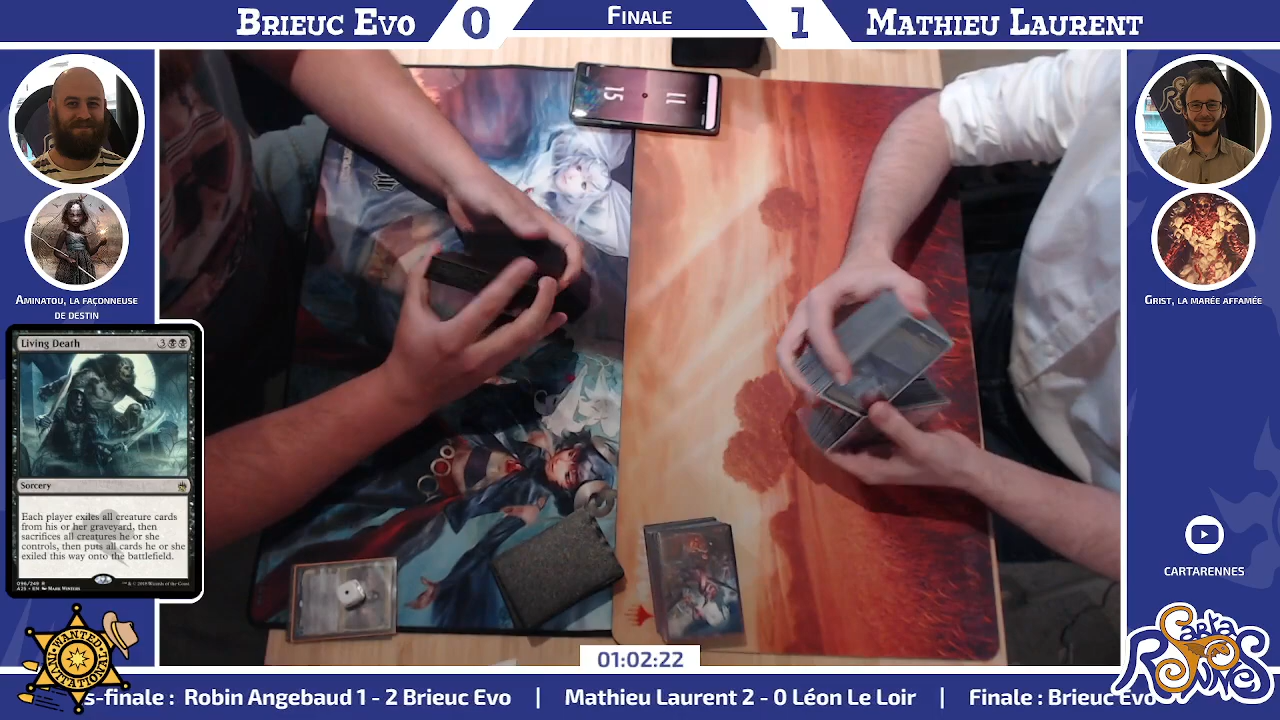 BRIEUC EVO
0
FINALE
1
MATHIEU LAURENT
15
11
AMINATOU, LA FAÇONNEUSE
DE DESTIN
GRIST, LA MARÉE AFFAMÉE
Living Death
3
Sorcery
Each player exiles all creature cards
from his or her graveyard, then
sacrifices all creatures he or she
controls, then puts all cards he or she
exiled this way onto the battlefield.
CARTARENNES
WANTED
INVITATIONAL
Carta
Rennes
01:02:22
s-finale : Robin Angebaud 1 - 2 Brieuc Evo | Mathieu Laurent 2 - 0 Léon Le Loir | Finale : Brieuc Evo